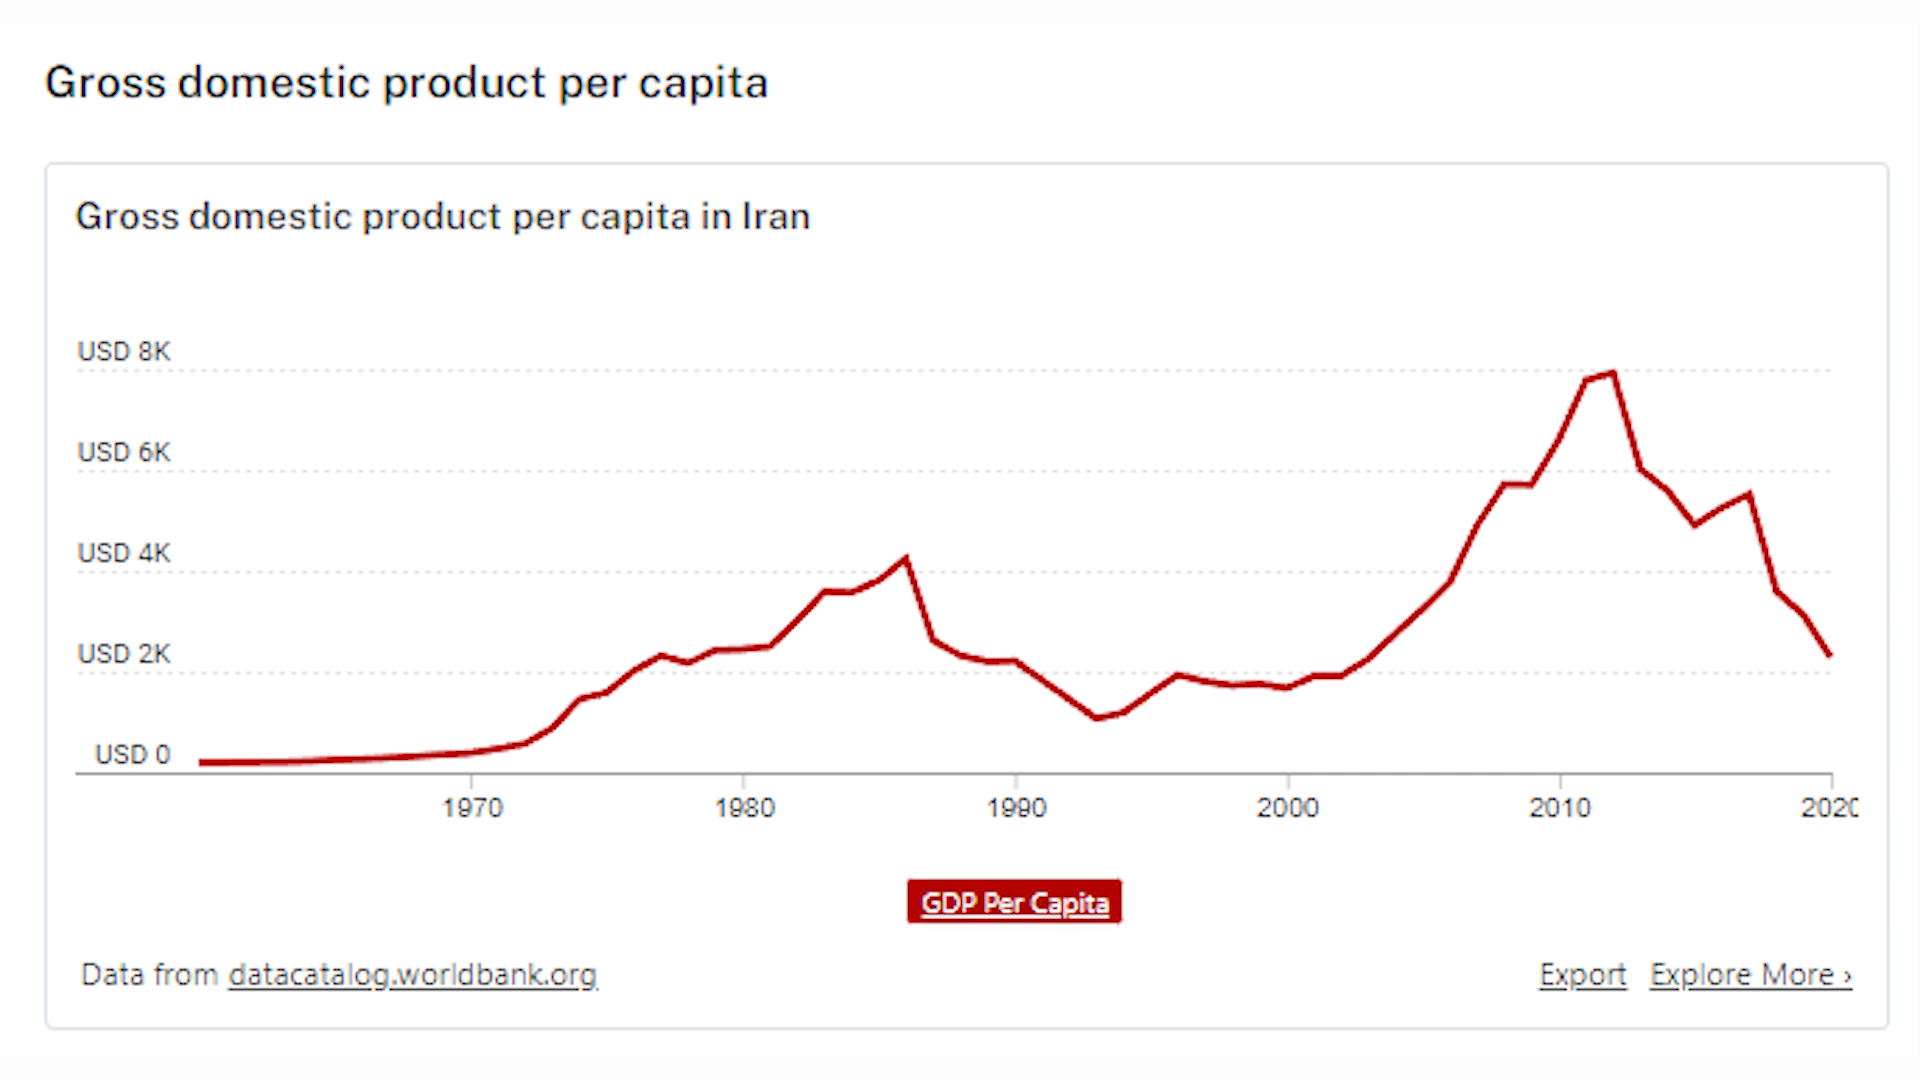 Gross domestic product per capita
Gross domestic product per capita in Iran
USD 8K
USD 6K
USD 4K
USD 2K
USD 0
1970 1980 1990 2000 2010 2020
GDP Per Capita
Data from datacatalog.worldbank.org Export Explore More ›